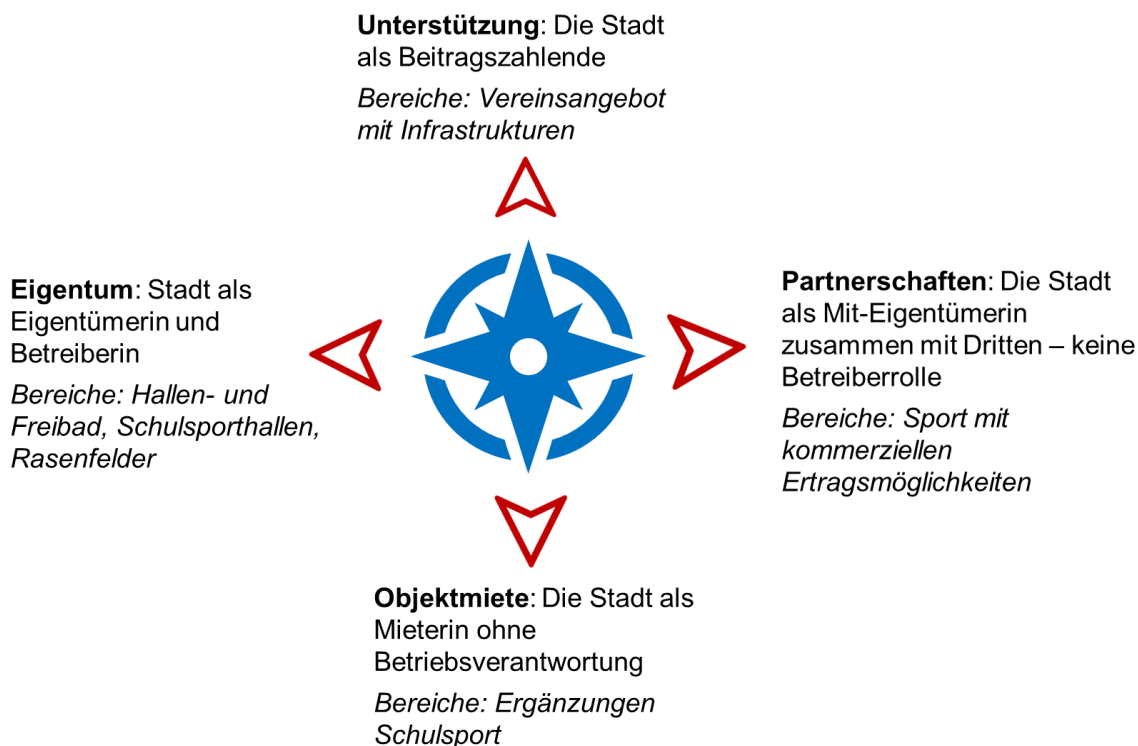 Unterstützung: Die Stadt
als Beitragszahlende
Bereiche: Vereinsangebot
mit Infrastrukturen
Eigentum: Stadt als
Eigentümerin und
Betreiberin
Bereiche: Hallen- und
Freibad, Schulsporthallen,
Rasenfelder
Partnerschaften: Die Stadt
als Mit-Eigentümerin
zusammen mit Dritten – keine
Betreiberrolle
Bereiche: Sport mit
kommerziellen
Ertragsmöglichkeiten
Objektmiete: Die Stadt als
Mieterin ohne
Betriebsverantwortung
Bereiche: Ergänzungen
Schulsport